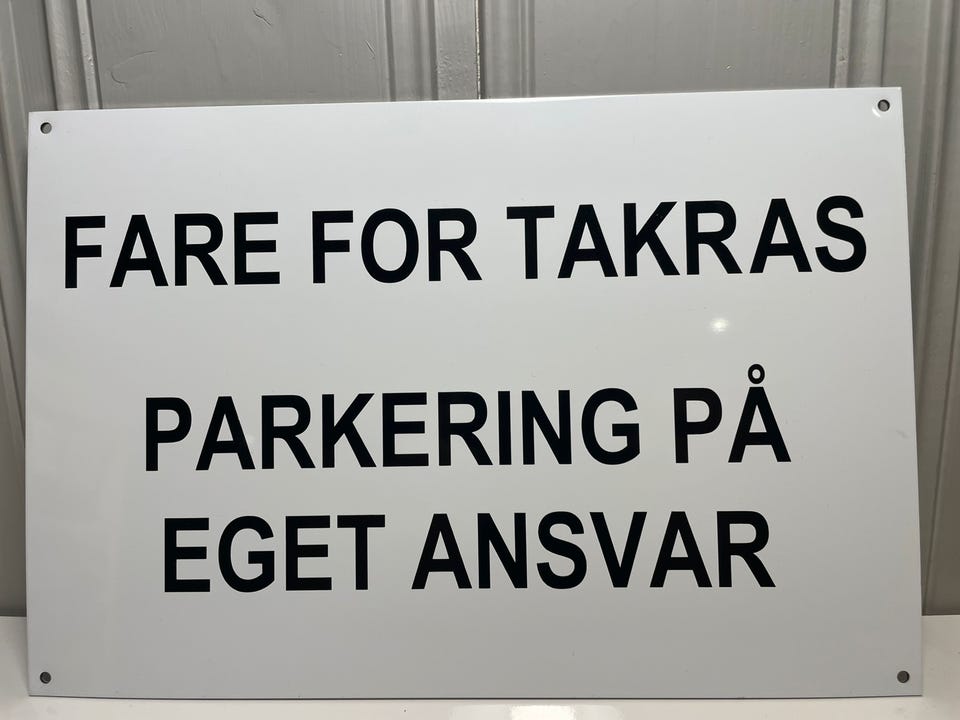 FARE FOR TAKRAS
PARKERING PÅ
EGET ANSVAR